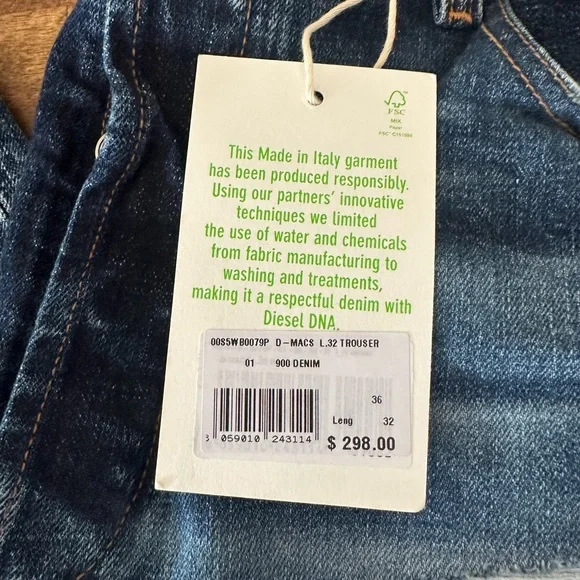 FSC
MIX
Paper
This Made in Italy garment
has been produced responsibly.
Using our partners' innovative
techniques we limited
the use of water and chemicals
from fabric manufacturing to
washing and treatments,
making it a respectful denim with
Diesel DNA.
00S5WB0079P D-MACS L.32 TROUSER
01 900 DENIM
36
Leng 32
059010 243114
$ 298.00